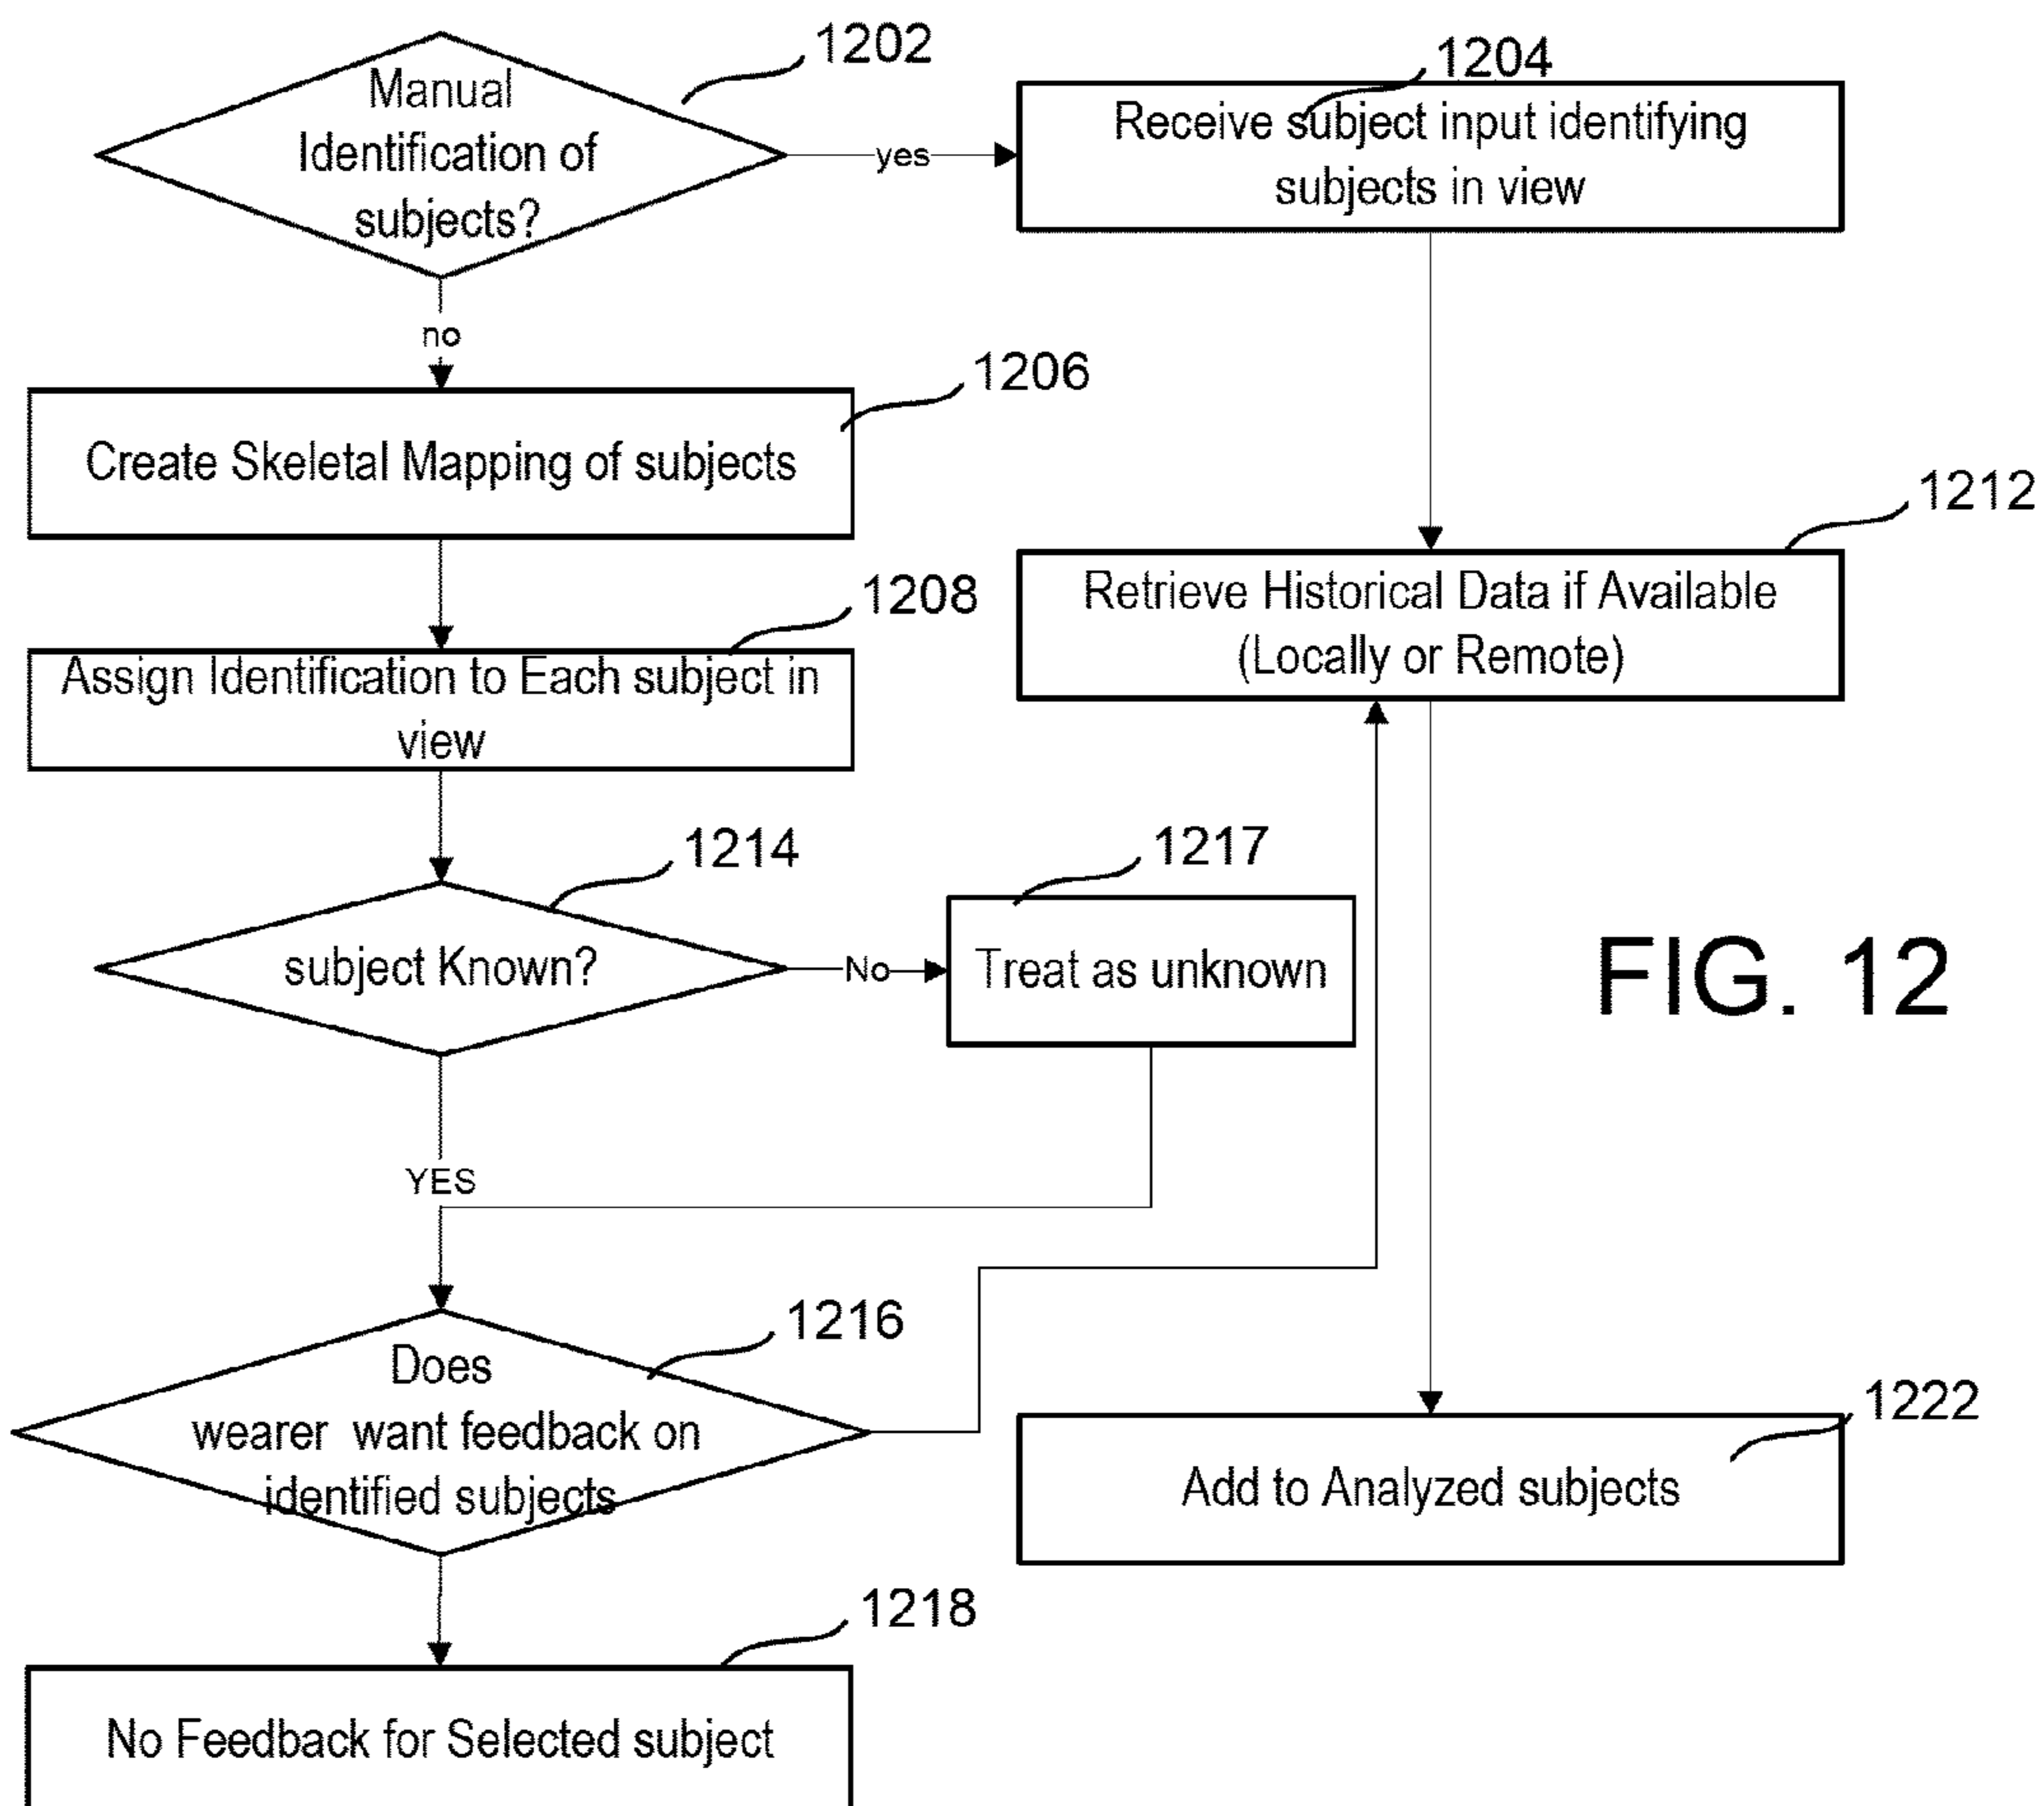 1202
Manual
Identification of
subjects?
yes
1204
Receive subject input identifying
subjects in view
no
1206
Create Skeletal Mapping of subjects
1212
Retrieve Historical Data if Available
(Locally or Remote)
1208
Assign Identification to Each subject in
view
1214
subject Known?
No
1217
Treat as unknown
FIG. 12
YES
1216
Does
wearer want feedback on
identified subjects
1222
Add to Analyzed subjects
1218
No Feedback for Selected subject